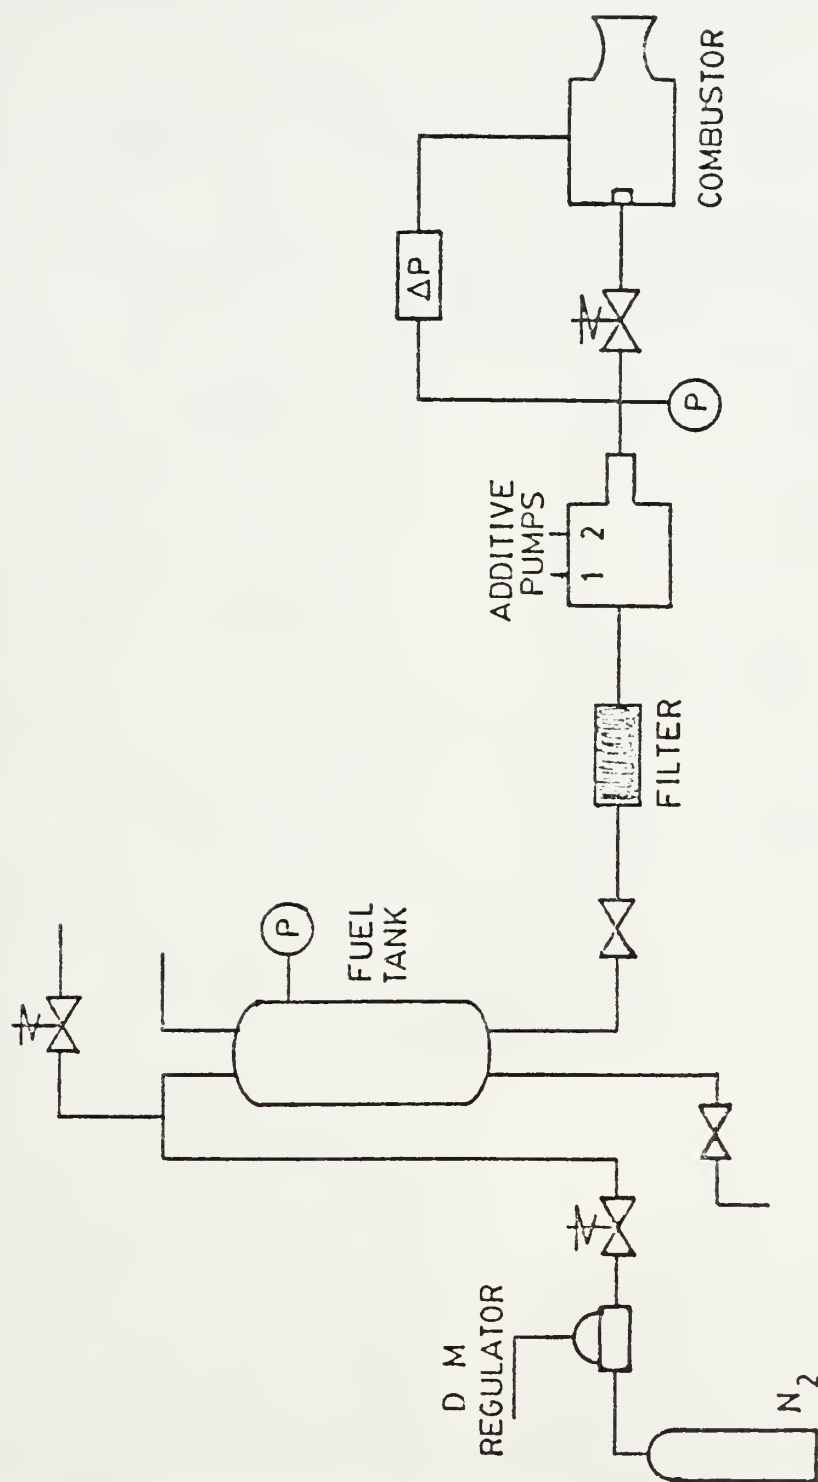 D M
REGULATOR
N₂
P
FUEL
TANK
FILTER
ADDITIVE
PUMPS
1 2
P
ΔP
COMBUSTOR